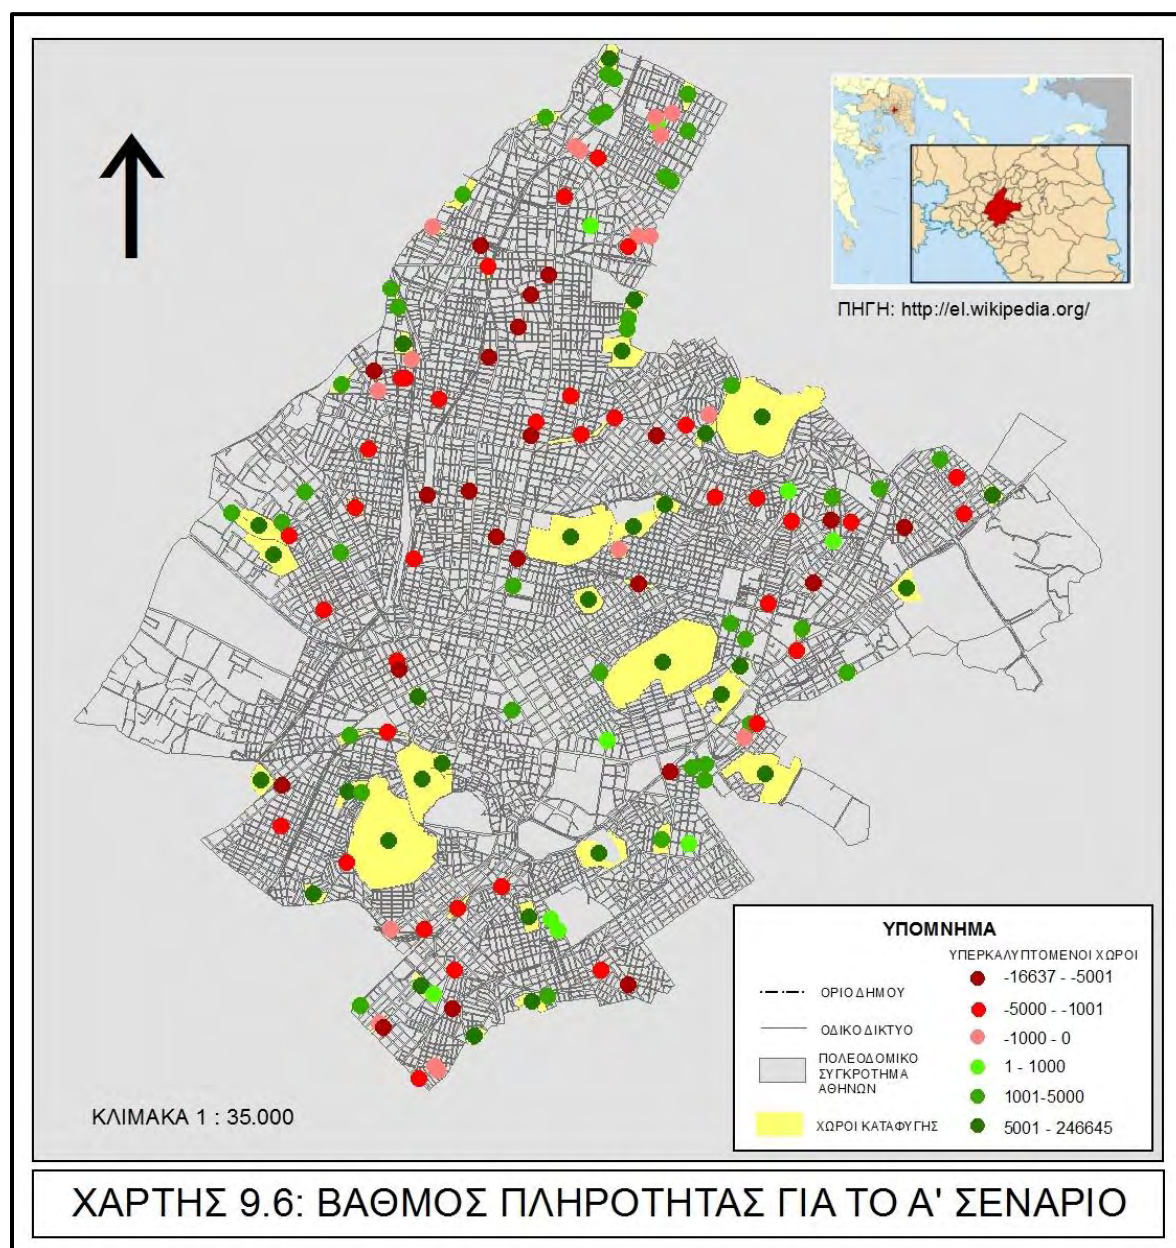 ΠΗΓΗ: http://el.wikipedia.org/
ΥΠΟΜΝΗΜΑ
ΥΠΕΡΚΑΛΥΠΤΟΜΕΝΟΙ ΧΩΡΟΙ
ΟΡΙΟ ΔΗΜΟΥ
ΟΔΙΚΟ ΔΙΚΤΥΟ
ΠΟΛΕΟΔΟΜΙΚΟ
ΣΥΓΚΡΟΤΗΜΑ
ΑΘΗΝΩΝ
ΧΩΡΟΙ ΚΑΤΑΦΥΓΗΣ
-16637 - -5001
-5000 - -1001
-1000 - 0
1 - 1000
1001-5000
5001 - 246645
ΚΛΙΜΑΚΑ 1 : 35.000
ΧΑΡΤΗΣ 9.6: ΒΑΘΜΟΣ ΠΛΗΡΟΤΗΤΑΣ ΓΙΑ ΤΟ Α' ΣΕΝΑΡΙΟ